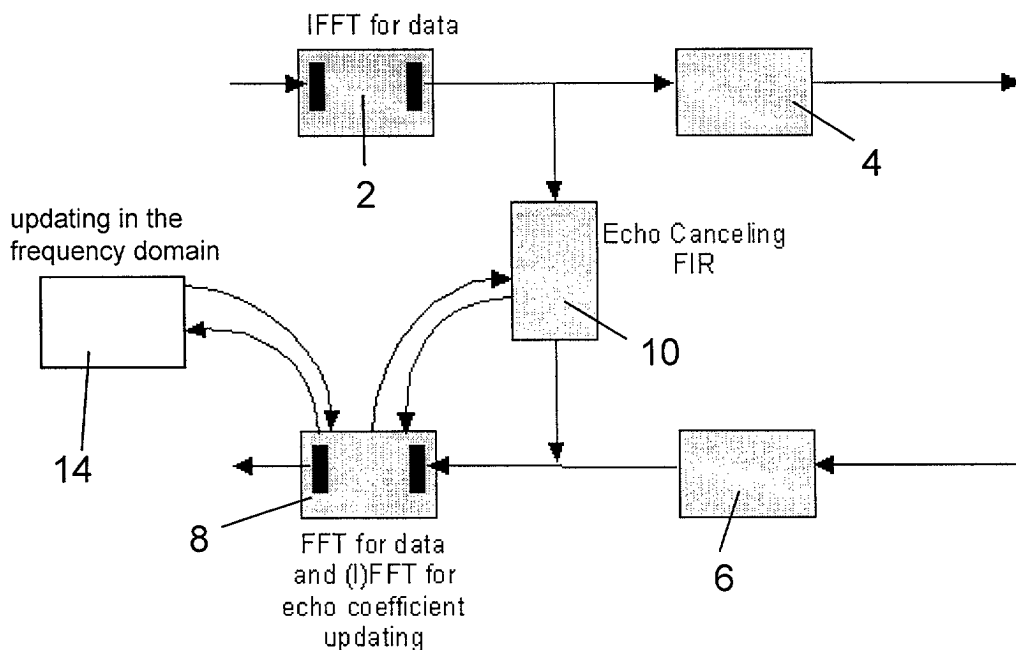 IFFT for data
2
4
updating in the
frequency domain
Echo Canceling
FIR
10
14
8
6
FFT for data
and (I)FFT for
echo coefficient
updating